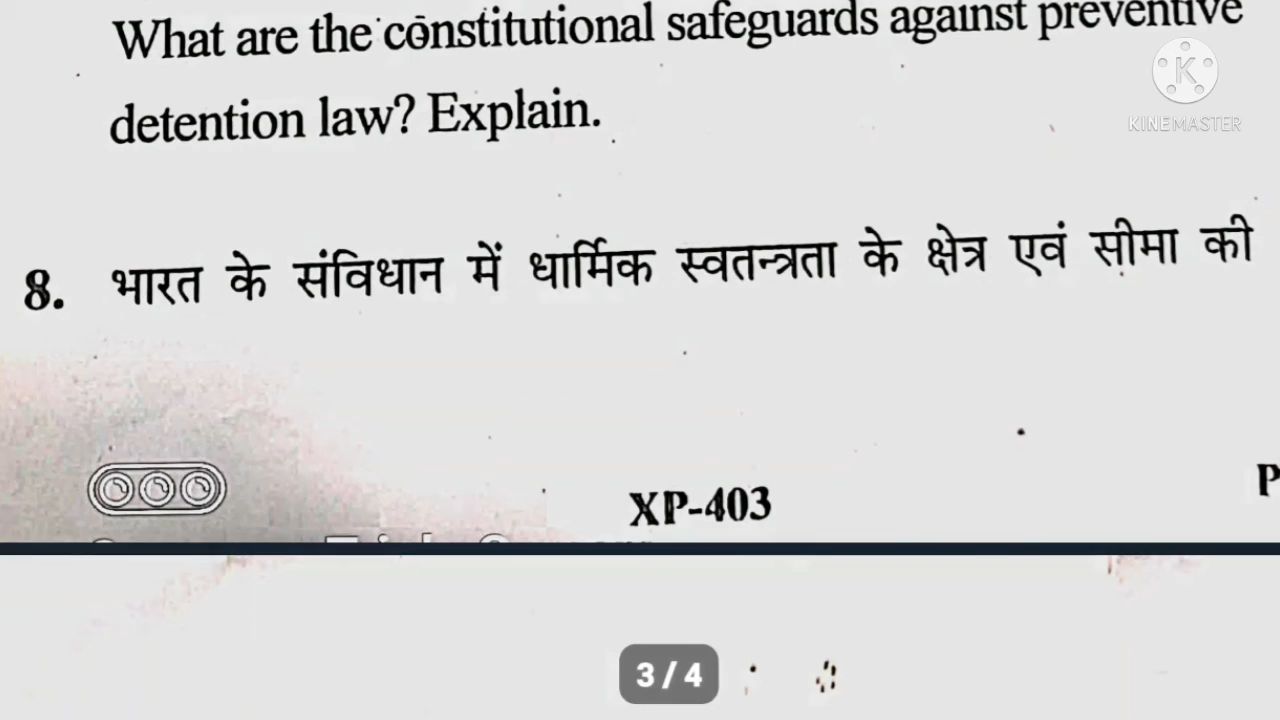 What are the constitutional safeguards against preventive
detention law? Explain.
K
KINEMASTER
8. भारत के संविधान में धार्मिक स्वतन्त्रता के क्षेत्र एवं सीमा की
XP-403
P
3 / 4